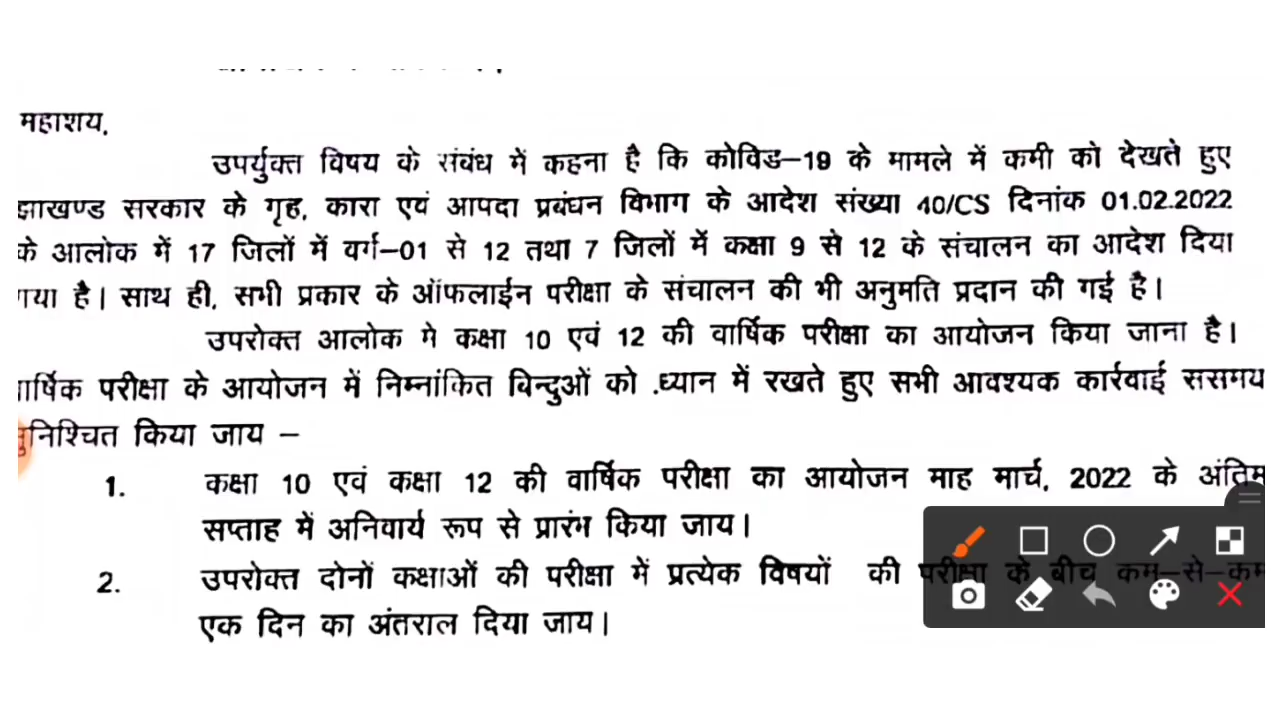 महाशय,
उपर्युक्त विषय के संबंध में कहना है कि कोविड–19 के मामले में कमी को देखते हुए
झाखण्ड सरकार के गृह, कारा एवं आपदा प्रबंधन विभाग के आदेश संख्या 40/CS दिनांक 01.02.2022
के आलोक में 17 जिलों में वर्ग–01 से 12 तथा 7 जिलों में कक्षा 9 से 12 के संचालन का आदेश दिया
गया है। साथ ही, सभी प्रकार के ऑफलाईन परीक्षा के संचालन की भी अनुमति प्रदान की गई है।
उपरोक्त आलोक मे कक्षा 10 एवं 12 की वार्षिक परीक्षा का आयोजन किया जाना है।
वार्षिक परीक्षा के आयोजन में निम्नांकित बिन्दुओं को ध्यान में रखते हुए सभी आवश्यक कार्रवाई ससमय
सुनिश्चित किया जाय –
1. कक्षा 10 एवं कक्षा 12 की वार्षिक परीक्षा का आयोजन माह मार्च, 2022 के अंतिम
सप्ताह में अनिवार्य रूप से प्रारंभ किया जाय।
2. उपरोक्त दोनों कक्षाओं की परीक्षा में प्रत्येक विषयों की परीक्षा के बीच कम–से–कम
एक दिन का अंतराल दिया जाय।